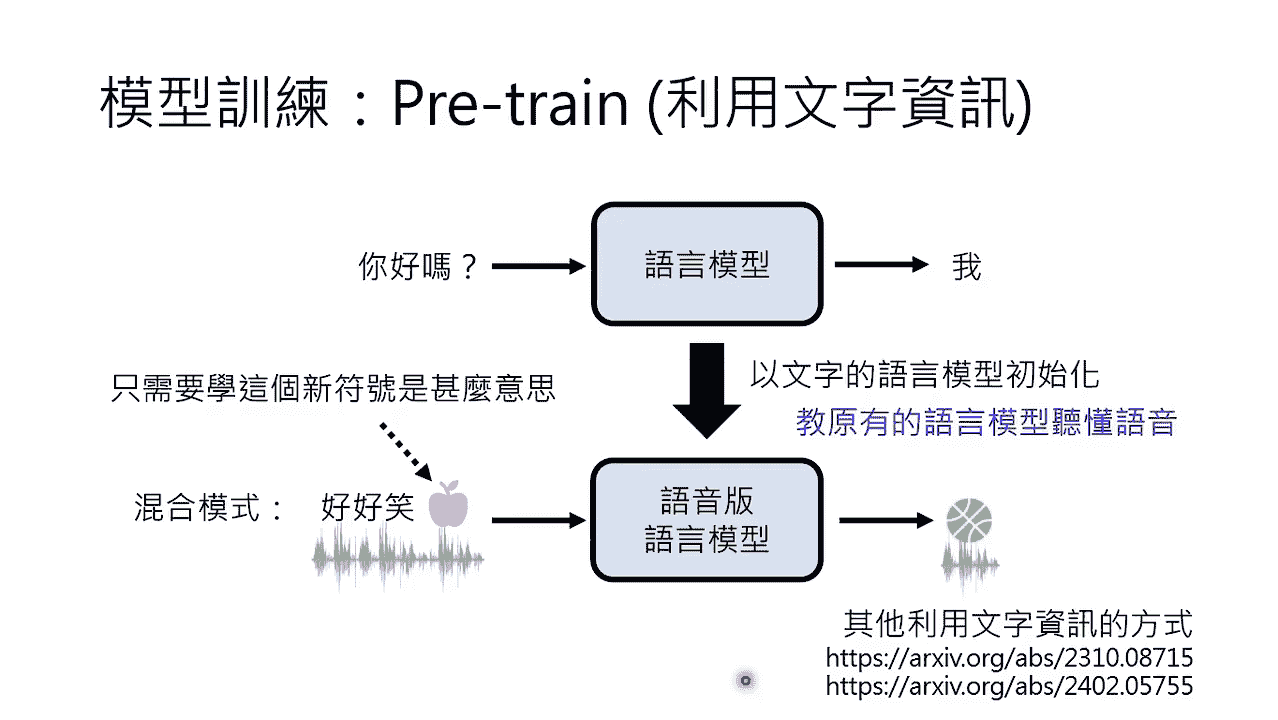 模型訓練：Pre-train (利用文字資訊)
你好嗎？
語言模型
我
以文字的語言模型初始化
教原有的語言模型聽懂語音
只需要學這個新符號是甚麼意思
混合模式：
好好笑
語音版
語言模型
其他利用文字資訊的方式
https://arxiv.org/abs/2310.08715
https://arxiv.org/abs/2402.05755